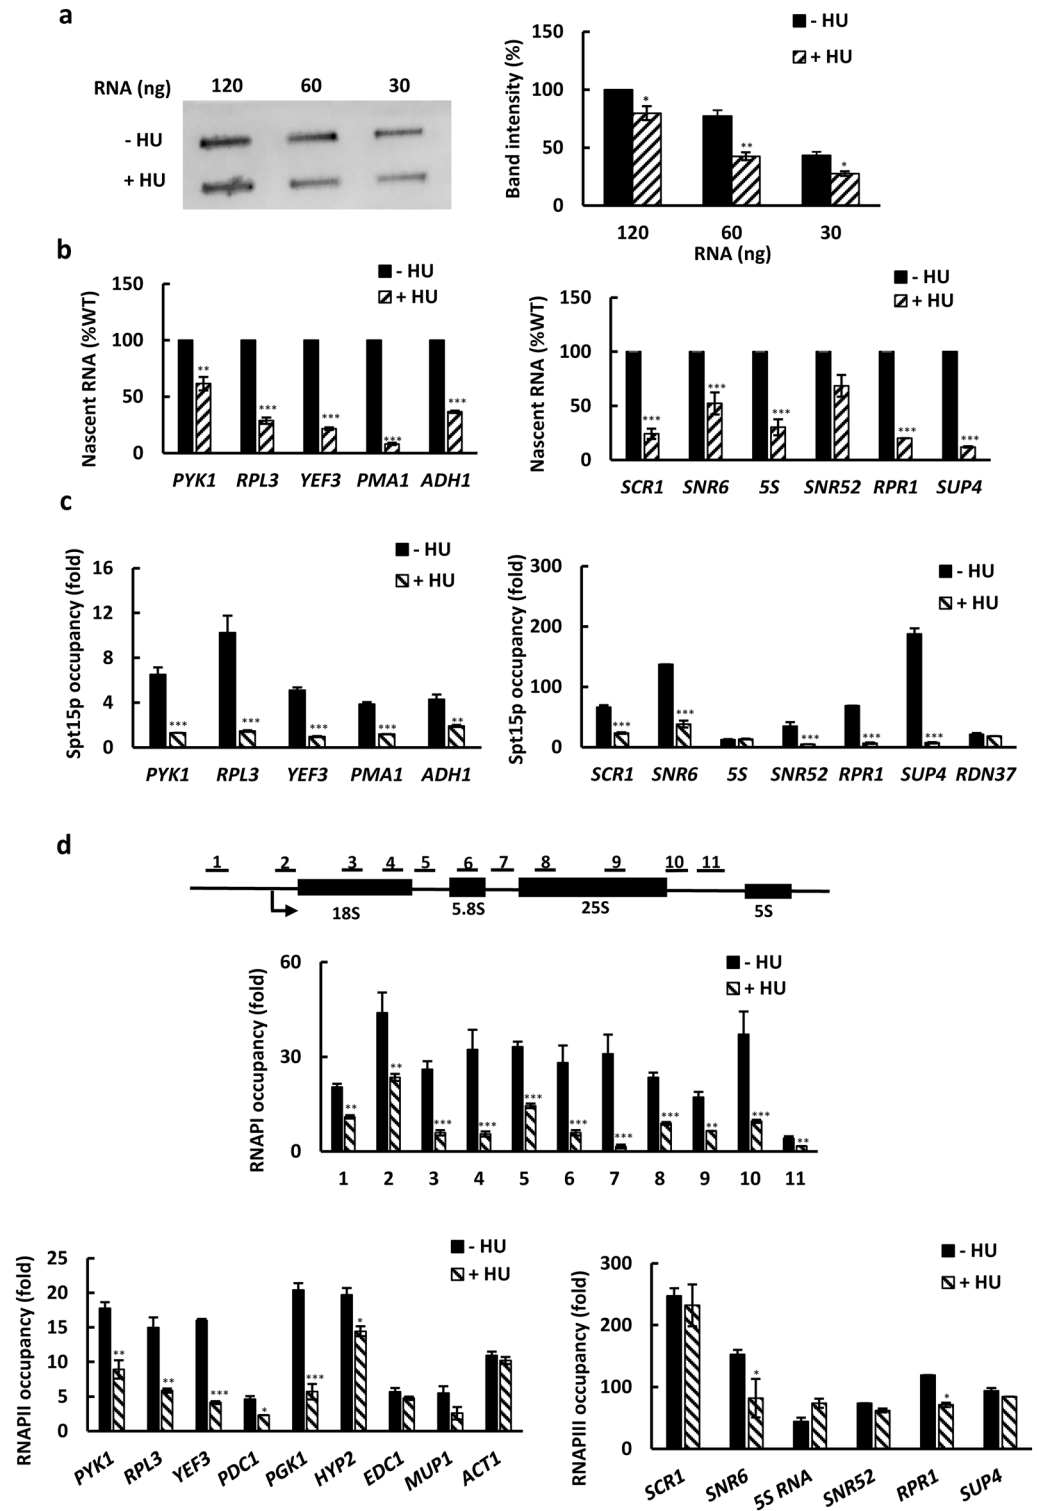 a
RNA (ng) 120 60 30
- HU
+ HU
Band intensity (%)
150
100
50
0
- HU
+ HU
*
**
*
120 60 30
RNA (ng)
b
Nascent RNA (%WT)
150
100
50
0
- HU
+ HU
** *** *** *** ***
PYK1 RPL3 YEF3 PMA1 ADH1
Nascent RNA (%WT)
150
100
50
0
- HU
+ HU
*** *** *** *** ***
SCR1 SNR6 5S SNR52 RPR1 SUP4
c
Spt15p occupancy (fold)
16
12
8
4
0
- HU
+ HU
*** *** *** *** **
PYK1 RPL3 YEF3 PMA1 ADH1
Spt15p occupancy (fold)
300
200
100
0
- HU
+ HU
*** *** *** *** ***
SCR1 SNR6 5S SNR52 RPR1 SUP4 RDN37
d
1 2 3 4 5 6 7 8 9 10 11
18S 5.8S 25S 5S
RNAPI occupancy (fold)
60
30
0
- HU
+ HU
** ** *** *** *** *** *** *** ** *** **
1 2 3 4 5 6 7 8 9 10 11
RNAPII occupancy (fold)
25
20
15
10
5
0
- HU
+ HU
** ** *** * *** *
PYK1 RPL3 YEF3 PDC1 PGK1 HYP2 EDC1 MUP1 ACT1
RNAPIII occupancy (fold)
300
200
100
0
- HU
+ HU
* *
SCR1 SNR6 5S RNA SNR52 RPR1 SUP4